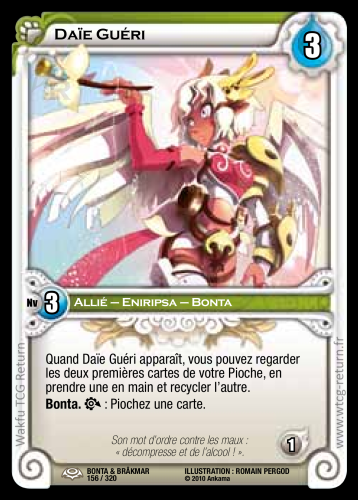 Daïe Guéri
3
Nv 3
Allié – Eniripsa – Bonta
Quand Daïe Guéri apparaît, vous pouvez regarder
les deux premières cartes de votre Pioche, en
prendre une en main et recycler l'autre.
Bonta. : Piochez une carte.
Son mot d'ordre contre les maux :
« décompresse et de l'alcool ! ».
1
BONTA & BRÂKMAR
156 / 320
ILLUSTRATION : ROMAIN PERGOD
© 2010 Ankama
Wakfu TCG Return
www.wtcg-return.fr